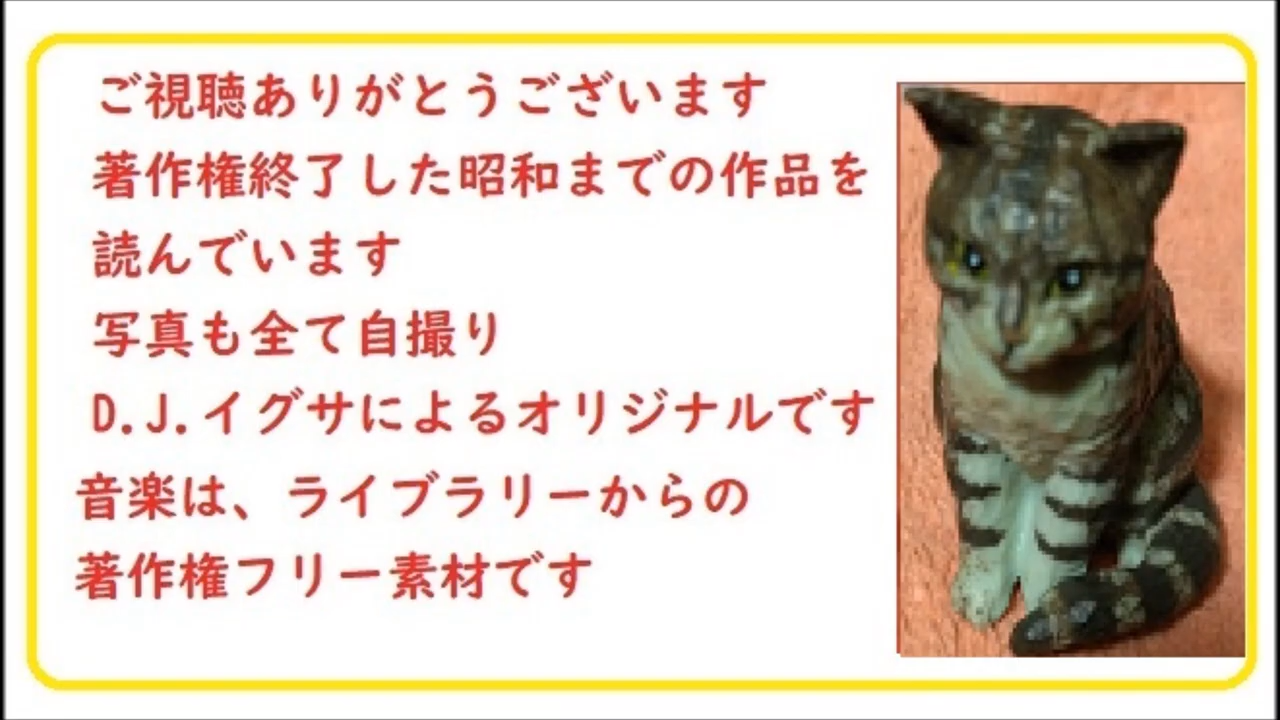 ご視聴ありがとうございます
著作権終了した昭和までの作品を
読んでいます
写真も全て自撮り
D.J.イグサによるオリジナルです
音楽は、ライブラリーからの
著作権フリー素材です